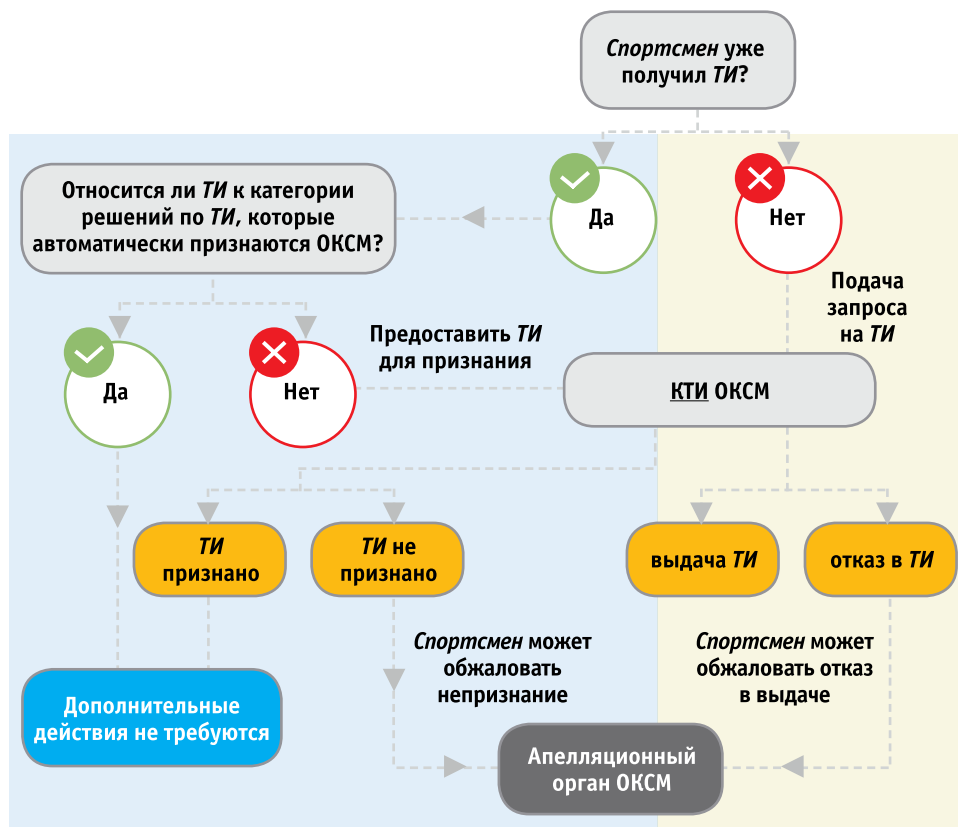 Спортсмен уже
получил ТИ?
Относится ли ТИ к категории
решений по ТИ, которые
автоматически признаются ОКСМ?
Да
Нет
Подача
запроса
на ТИ
Да
Нет
Предоставить ТИ
для признания
КТИ ОКСМ
ТИ
признано
ТИ не
признано
выдача ТИ
отказ в ТИ
Спортсмен может
обжаловать
непризнание
Спортсмен может
обжаловать отказ
в выдаче
Дополнительные
действия не требуются
Апелляционный
орган ОКСМ